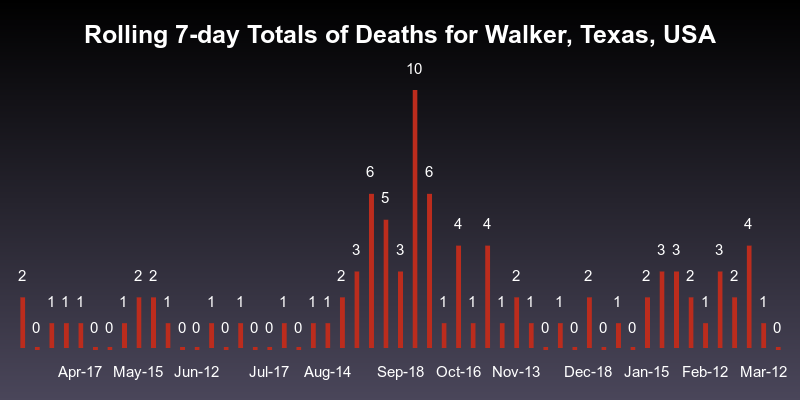 Rolling 7-day Totals of Deaths for Walker, Texas, USA
2 0 1 1 1 0 0 1 2 2 1 0 0 1 0 1 0 0 1 0 1 1 2 3 6 5 3 10 6 1 4 1 4 1 2 1 0 1 0 2 0 1 0 2 3 3 2 1 3 2 4 1 0
Apr-17 May-15 Jun-12 Jul-17 Aug-14 Sep-18 Oct-16 Nov-13 Dec-18 Jan-15 Feb-12 Mar-12